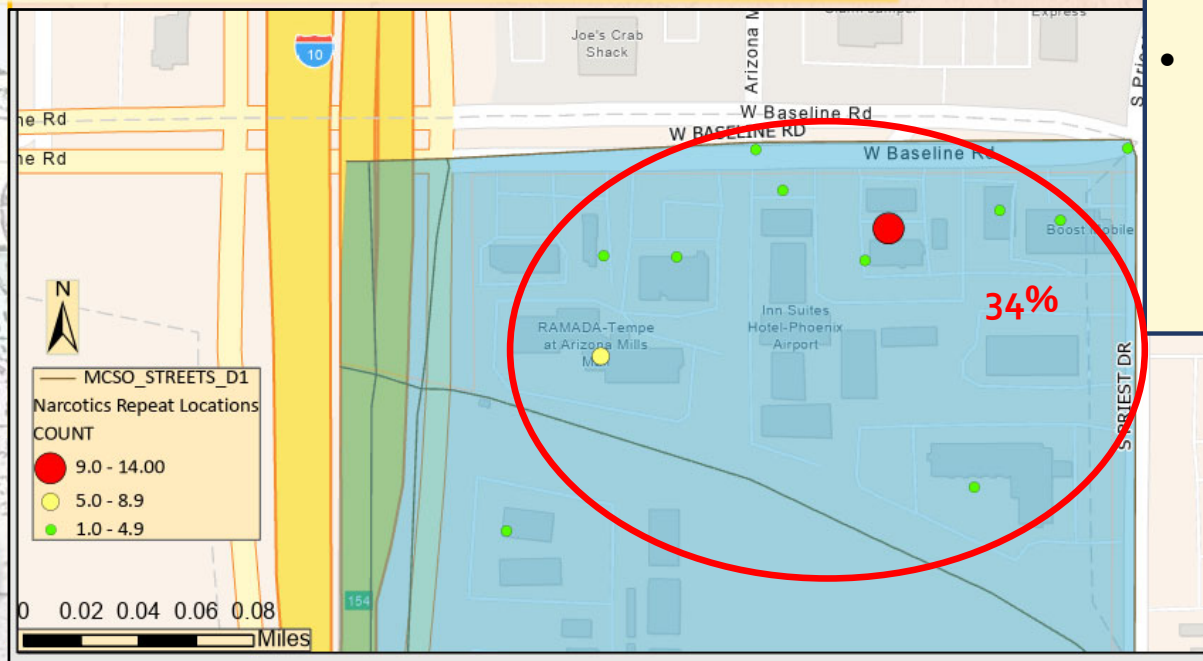 Express
Joe's Crab
Shack
10
Arizona M
S Pri
ne Rd
W Baseline Rd
W BASELINE RD
ne Rd
W Baseline Rd
•
Boost Mobile
N
34%
Inn Suites
Hotel-Phoenix
Airport
RAMADA-Tempe
at Arizona Mills
Mall
S PRIEST DR
MCSO_STREETS_D1
Narcotics Repeat Locations
COUNT
9.0 - 14.00
5.0 - 8.9
1.0 - 4.9
154
0 0.02 0.04 0.06 0.08
Miles